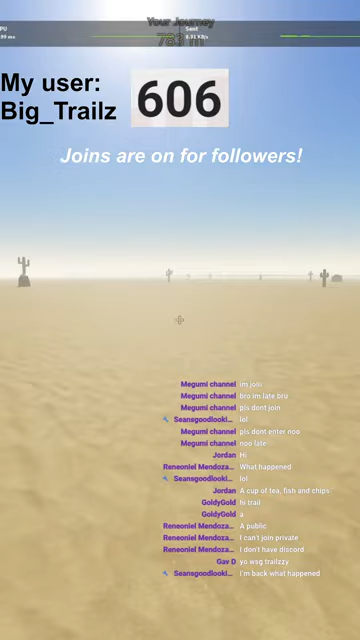 Your Journey
789 m
Sent
My user:
Big_Trailz
606
Joins are on for followers!
Megumi channel im joili
Megumi channel bro im late bru
Megumi channel pls dont join
Seansgoodlooki... lol
Megumi channel pls dont enter noo
Megumi channel noo late
Jordan Hi
Reneoniel Mendoza... What happened
Seansgoodlooki... lol
Jordan A cup of tea, fish and chips
GoldyGold hi trail
GoldyGold a
Reneoniel Mendoza... A public
Reneoniel Mendoza... I can't join private
Reneoniel Mendoza... I don't have discord
Gav D yo wsg trailzzy
Seansgoodlooki... I'm back what happened